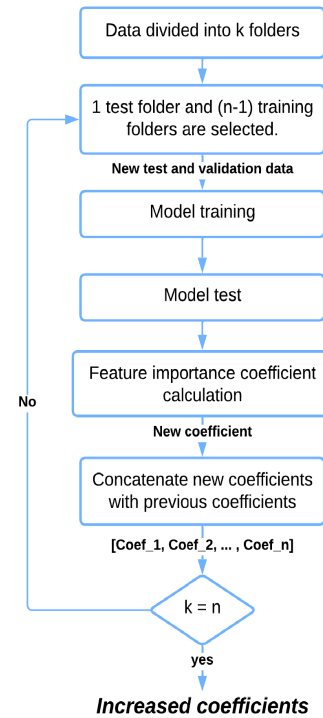 Data divided into k folders
1 test folder and (n-1) training
folders are selected.
New test and validation data
Model training
Model test
Feature importance coefficient
calculation
No
New coefficient
Concatenate new coefficients
with previous coefficients
[Coef_1, Coef_2, ... , Coef_n]
k = n
yes
Increased coefficients